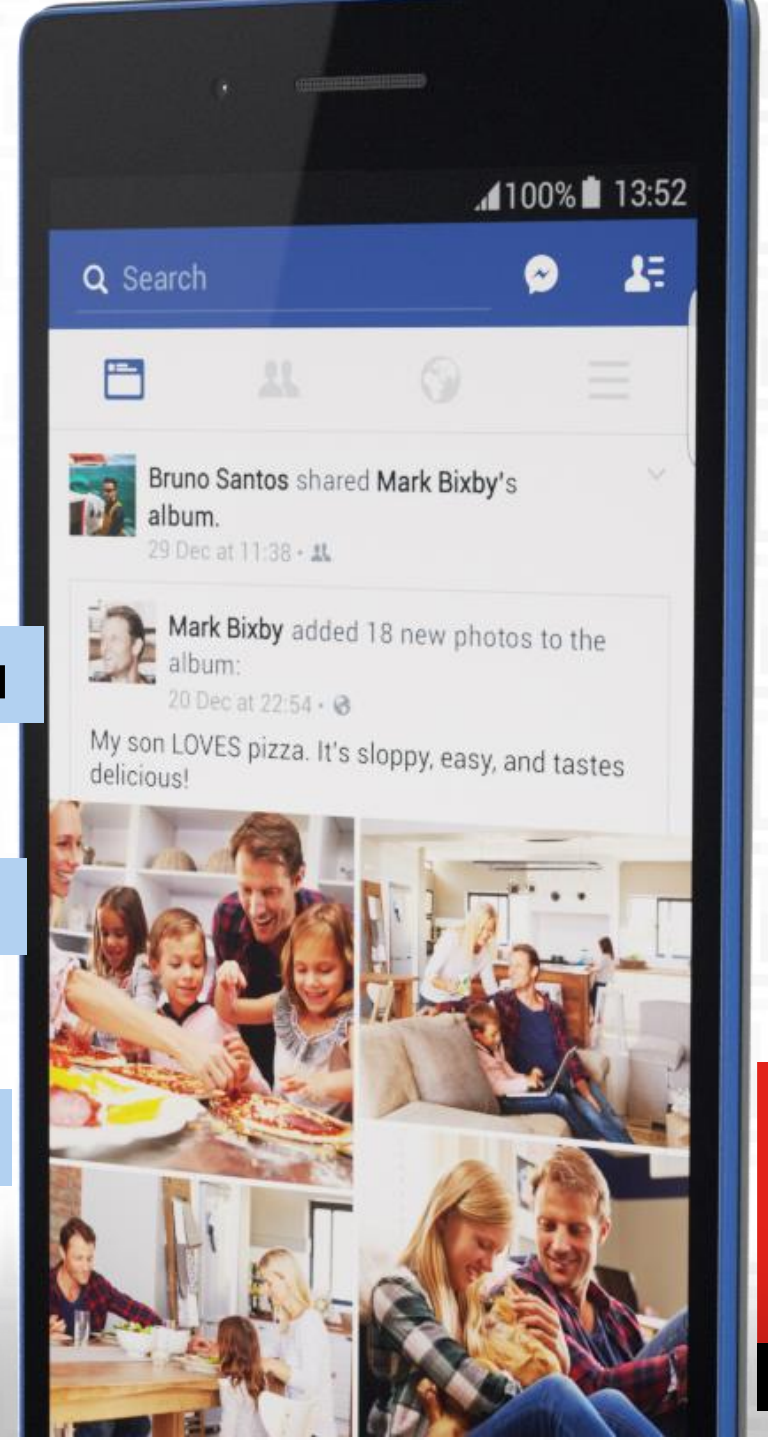 100% 13:52
Search
Bruno Santos shared Mark Bixby's
album.
29 Dec at 11:38 •
Mark Bixby added 18 new photos to the
album:
20 Dec at 22:54 •
My son LOVES pizza. It's sloppy, easy, and tastes
delicious!